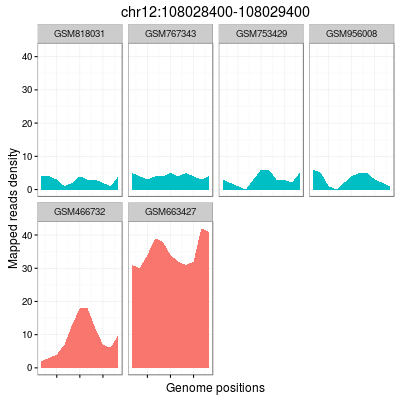 chr12:108028400-108029400
GSM818031 GSM767343 GSM753429 GSM956008
40
30
20
10
0
Mapped reads density
GSM466732 GSM663427
40
30
20
10
0
Genome positions